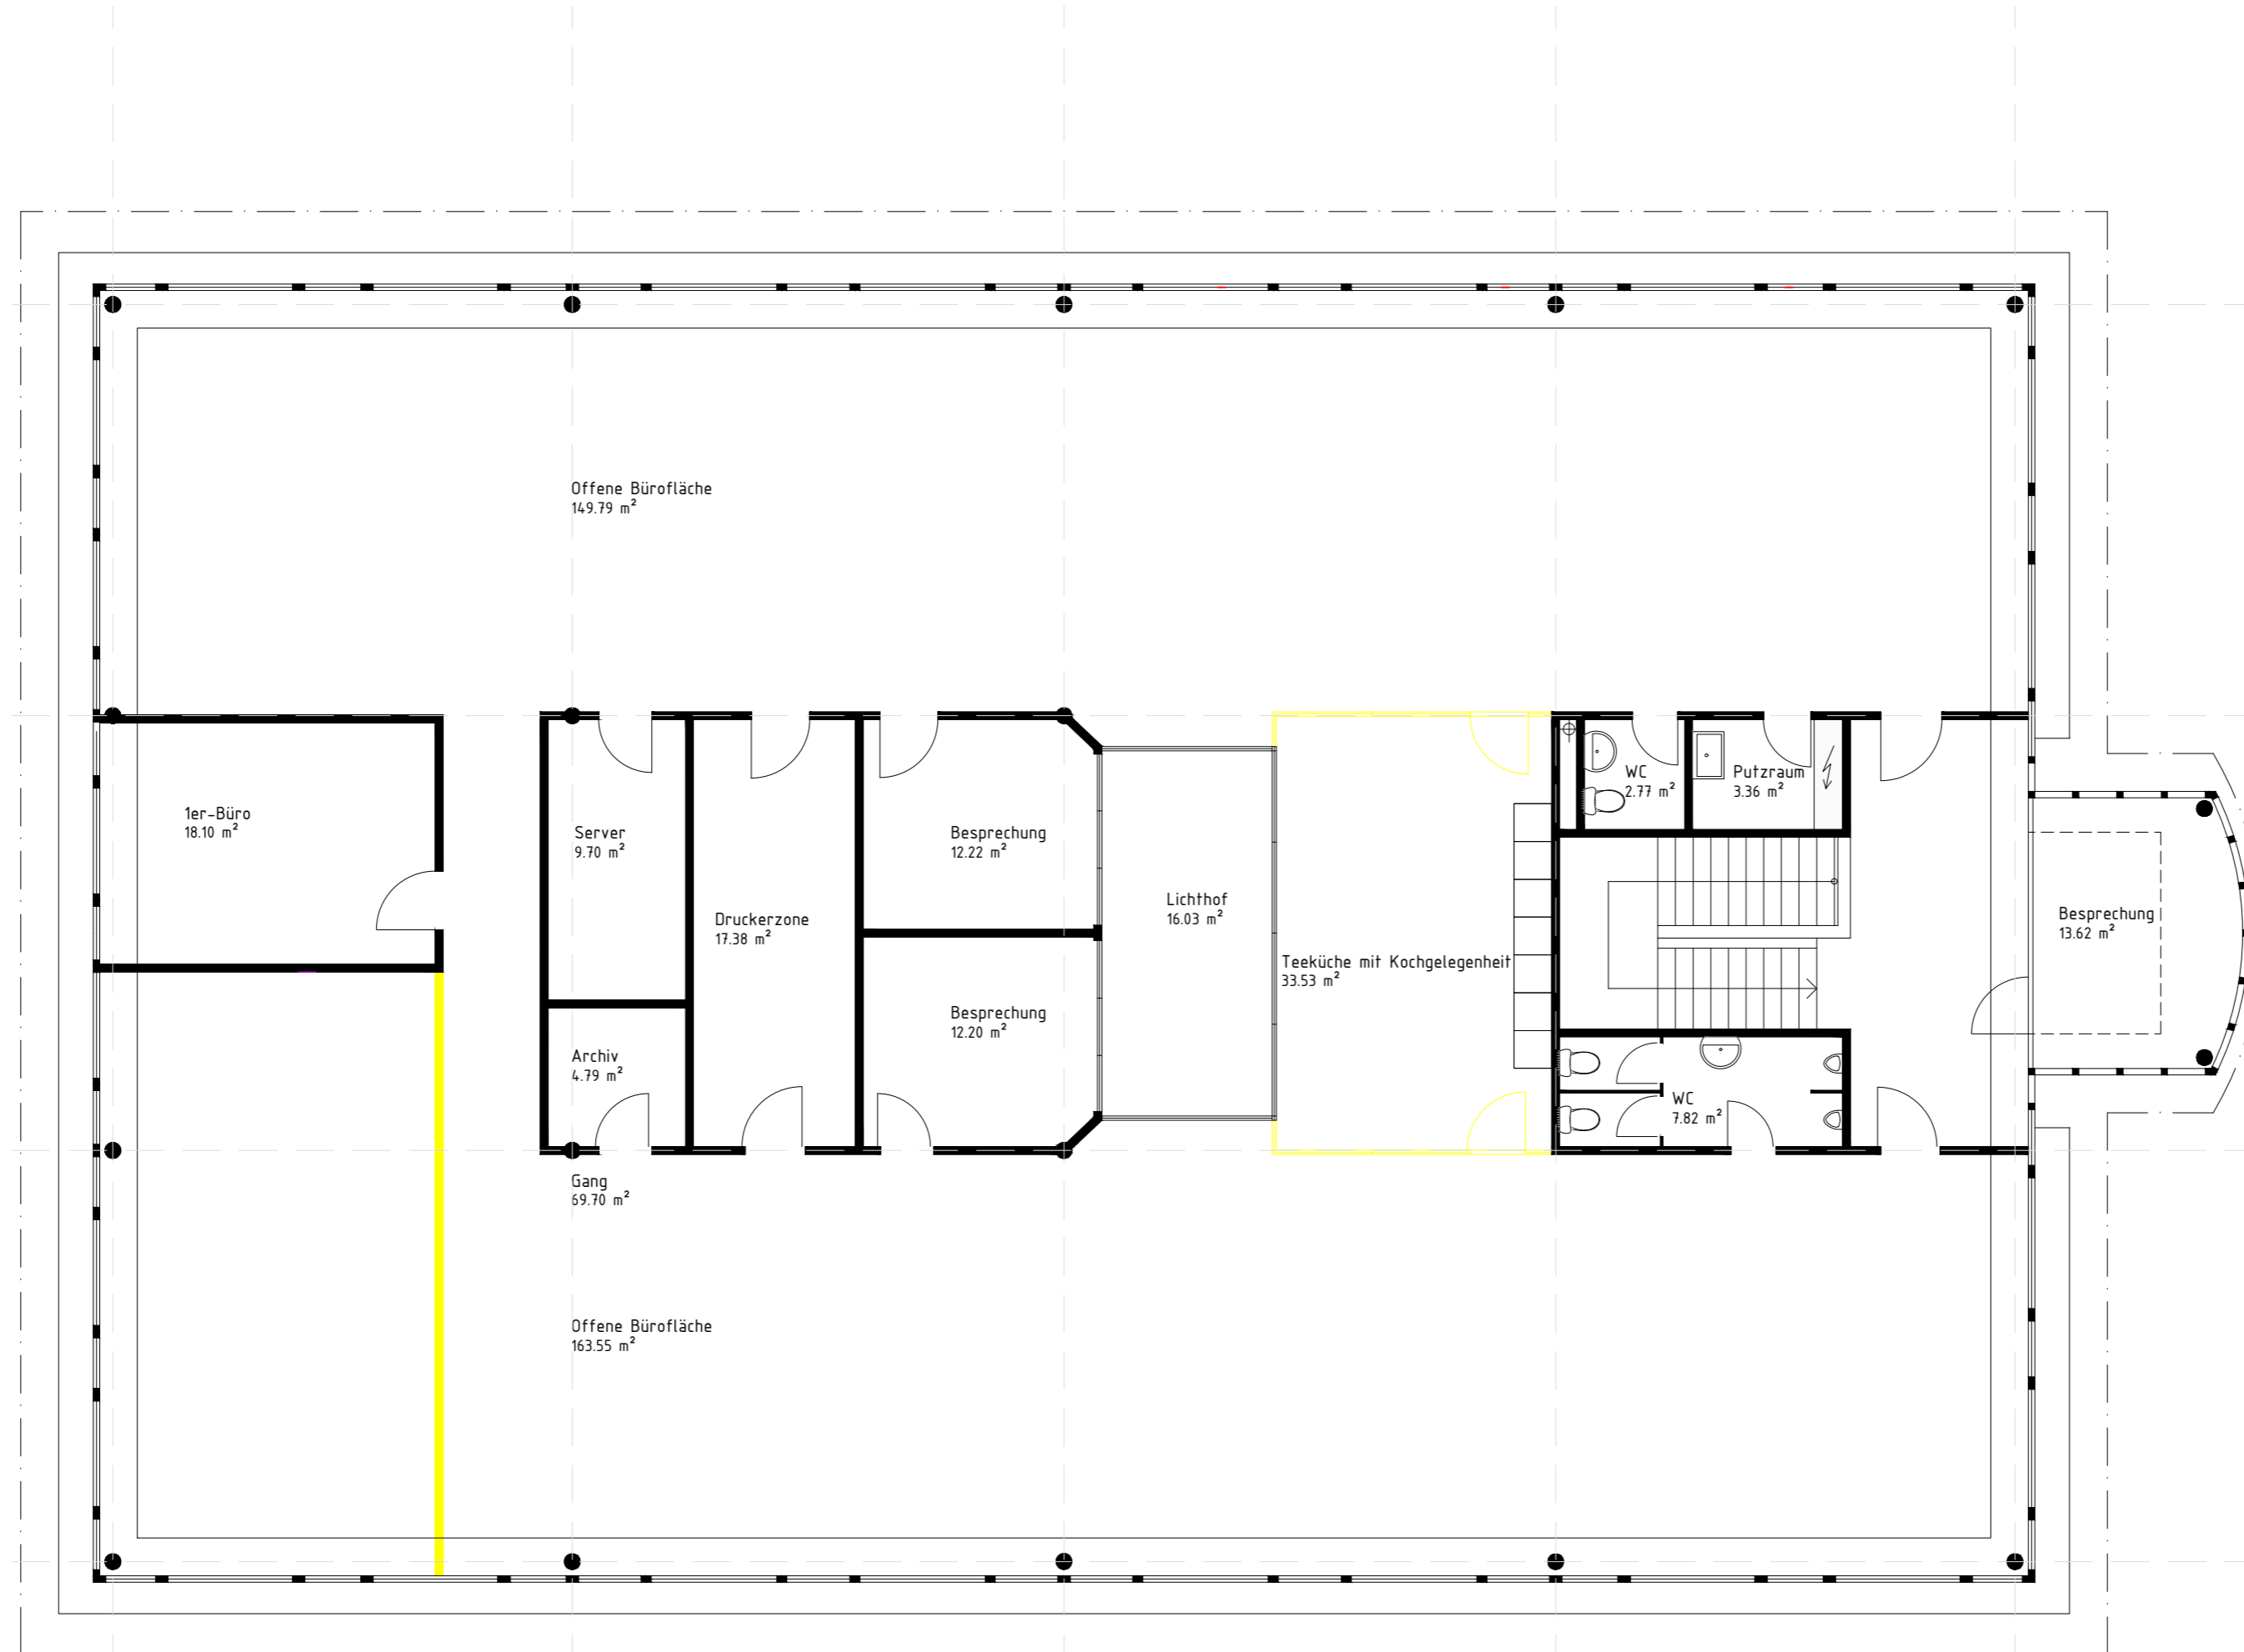 Offene Bürofläche
149.79 m²
1er-Büro
18.10 m²
Server
9.70 m²
Besprechung
12.22 m²
WC
2.77 m²
Putzraum
3.36 m²
Druckerzone
17.38 m²
Lichthof
16.03 m²
Besprechung
13.62 m²
Teeküche mit Kochgelegenheit
33.53 m²
Besprechung
12.20 m²
Archiv
4.79 m²
WC
7.82 m²
Gang
69.70 m²
Offene Bürofläche
163.55 m²